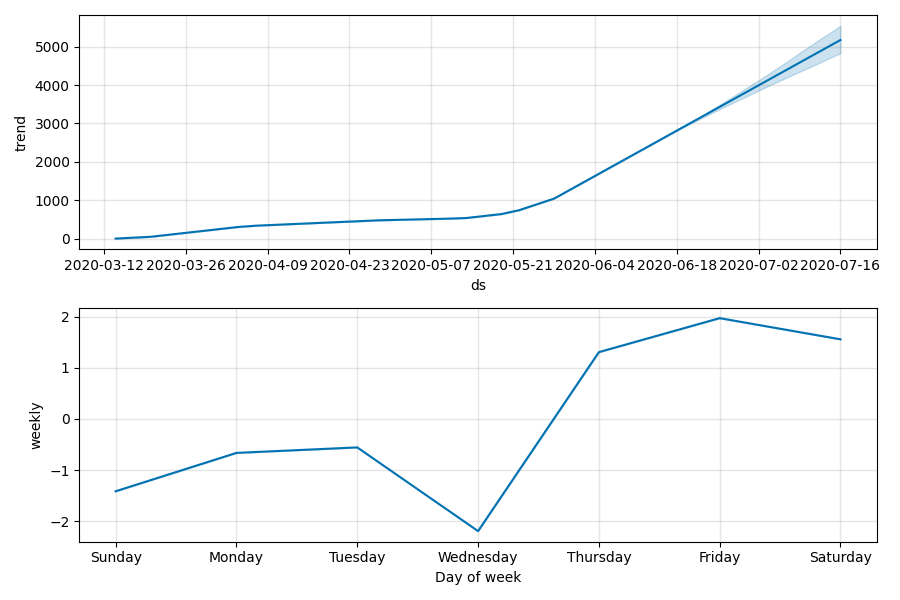 5000
4000
3000
2000
1000
0
trend
2020-03-12 2020-03-26 2020-04-09 2020-04-23 2020-05-07 2020-05-21 2020-06-04 2020-06-18 2020-07-02 2020-07-16
ds
2
1
0
−1
−2
weekly
Sunday Monday Tuesday Wednesday Thursday Friday Saturday
Day of week